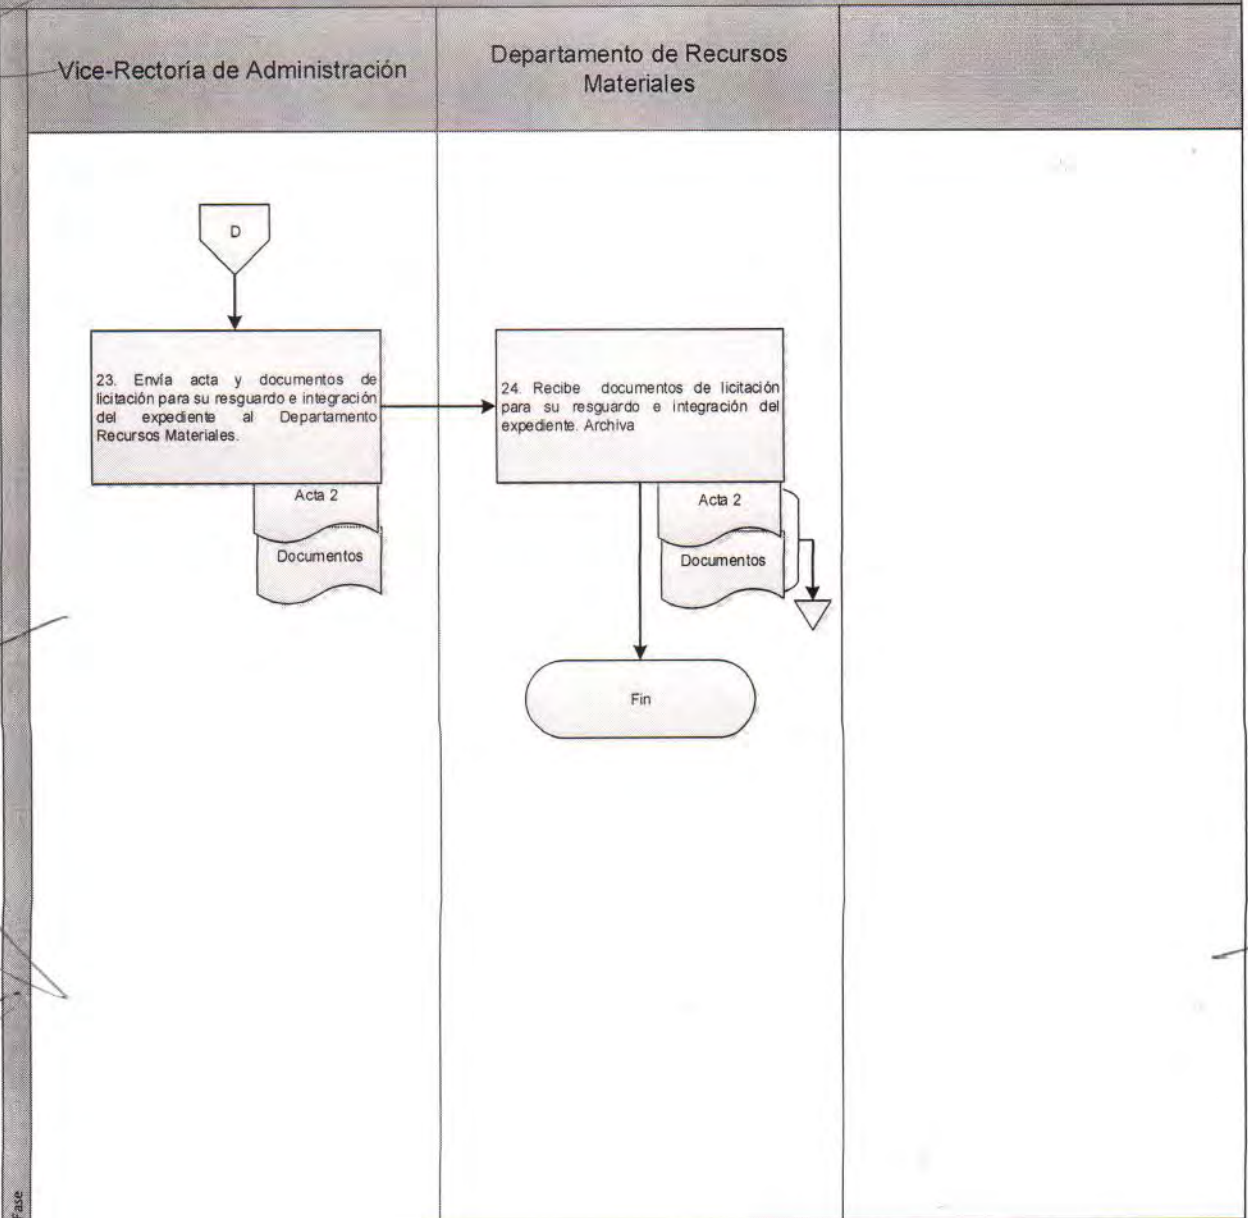 Vice-Rectoría de Administración
Departamento de Recursos
Materiales
D
23. Envía acta y documentos de
licitación para su resguardo e integración
del expediente al Departamento
Recursos Materiales.
Acta 2
Documentos
24. Recibe documentos de licitación
para su resguardo e integración del
expediente. Archiva
Acta 2
Documentos
Fin
Fase